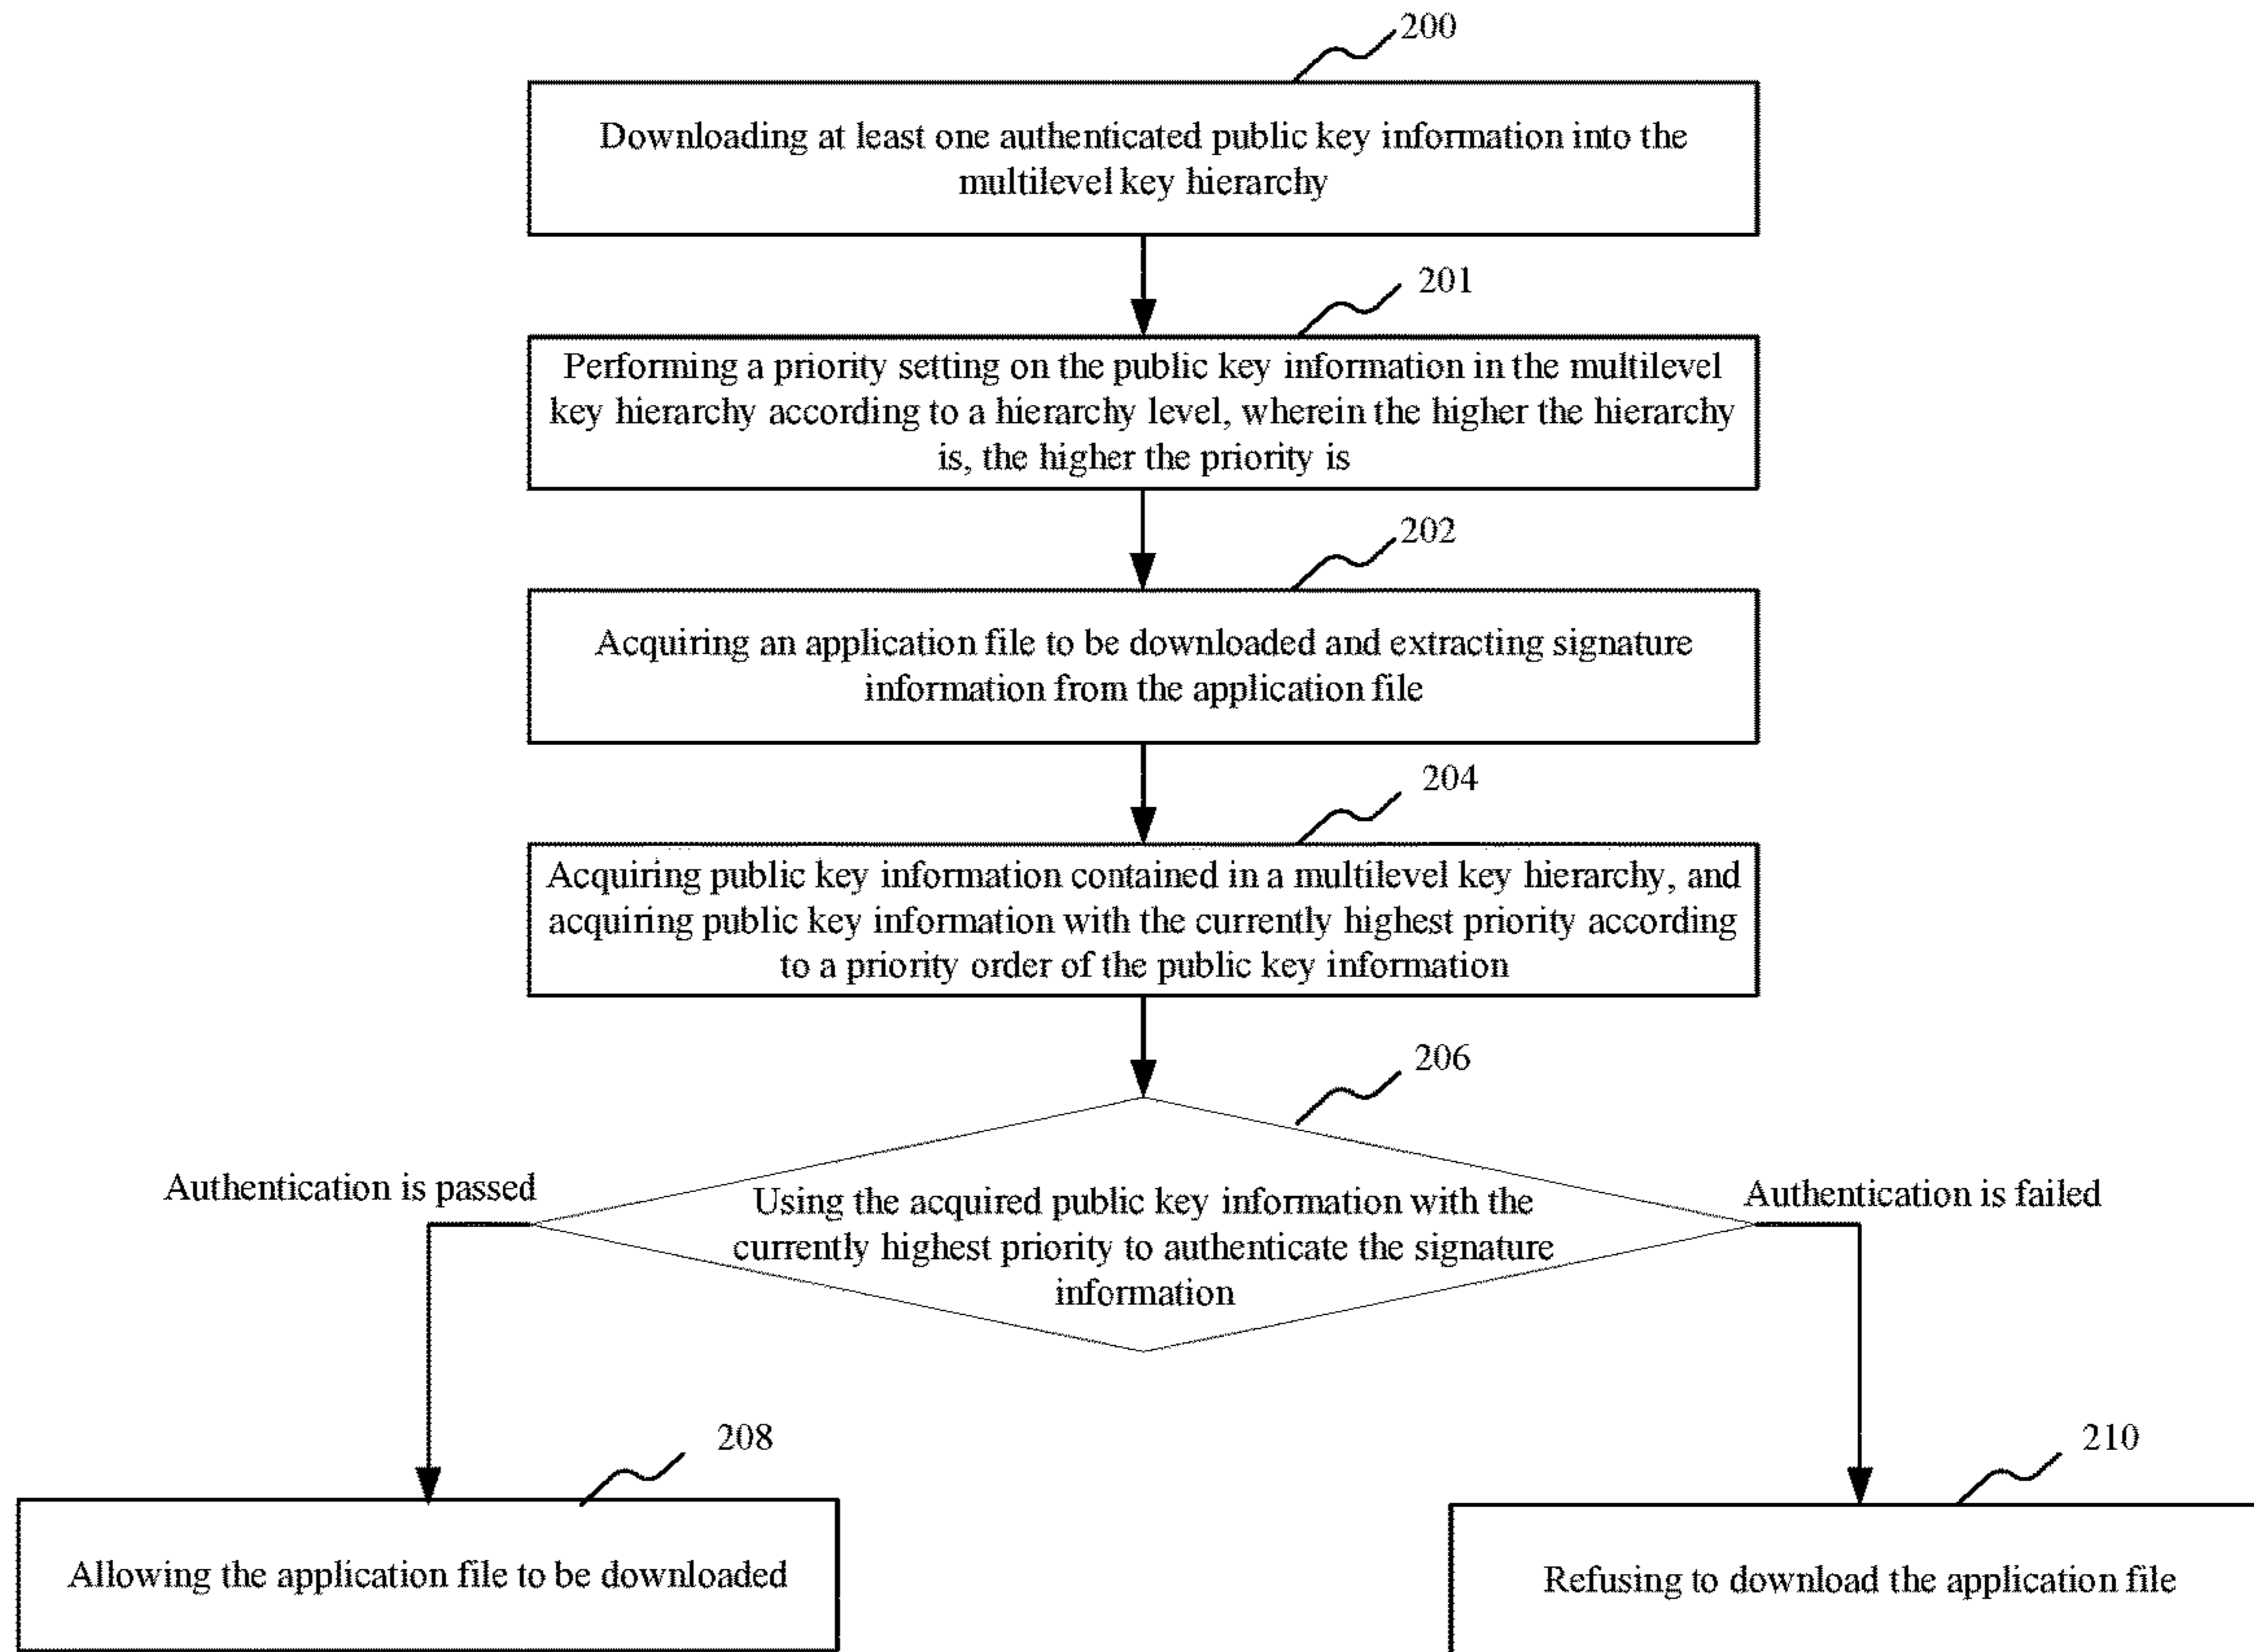 200
Downloading at least one authenticated public key information into the
multilevel key hierarchy
201
Performing a priority setting on the public key information in the multilevel
key hierarchy according to a hierarchy level, wherein the higher the hierarchy
is, the higher the priority is
202
Acquiring an application file to be downloaded and extracting signature
information from the application file
204
Acquiring public key information contained in a multilevel key hierarchy, and
acquiring public key information with the currently highest priority according
to a priority order of the public key information
206
Authentication is passed
Using the acquired public key information with the
currently highest priority to authenticate the signature
information
Authentication is failed
208
Allowing the application file to be downloaded
210
Refusing to download the application file